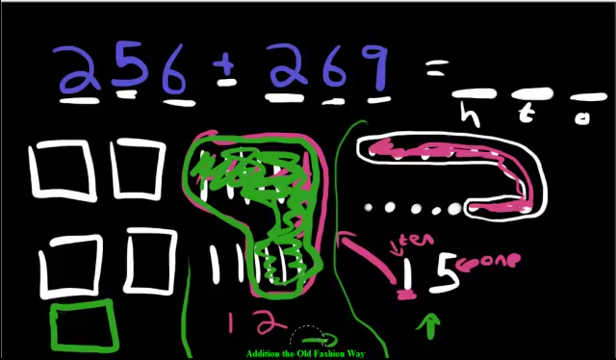 256 + 269 =
h t o
ten
15 one
12
Addition the Old Fashion Way